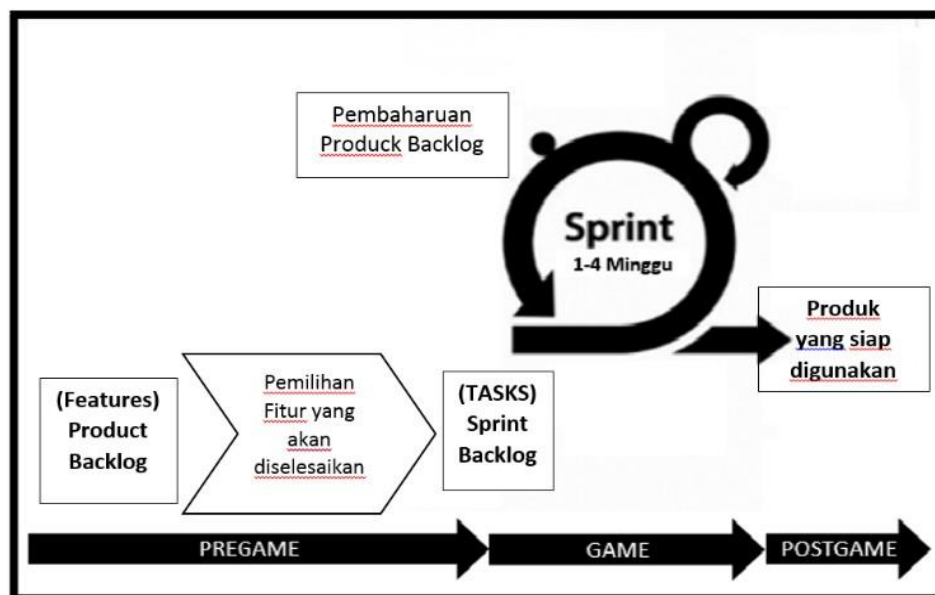 Pembaharuan
Produck Backlog
Sprint
1-4 Minggu
Produk
yang siap
digunakan
(Features)
Product
Backlog
Pemilihan
Fitur yang
akan
diselesaikan
(TASKS)
Sprint
Backlog
PREGAME
GAME
POSTGAME